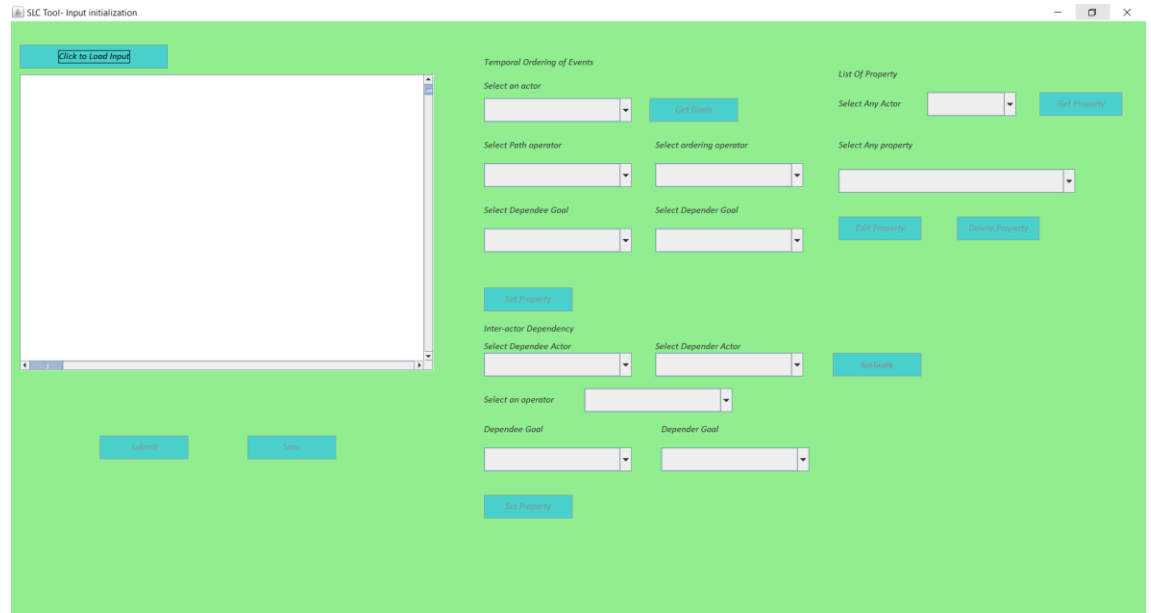 SLC Tool- Input initialization
Click to Load Input
Submit
Save
Temporal Ordering of Events
Select an actor
Get Goals
Select Path operator
Select ordering operator
Select Dependee Goal
Select Depender Goal
Set Property
Inter-actor Dependency
Select Dependee Actor
Select Depender Actor
Get Goals
Select an operator
Dependee Goal
Depender Goal
Set Property
List Of Property
Select Any Actor
Get Property
Select Any property
Edit Property
Delete Property